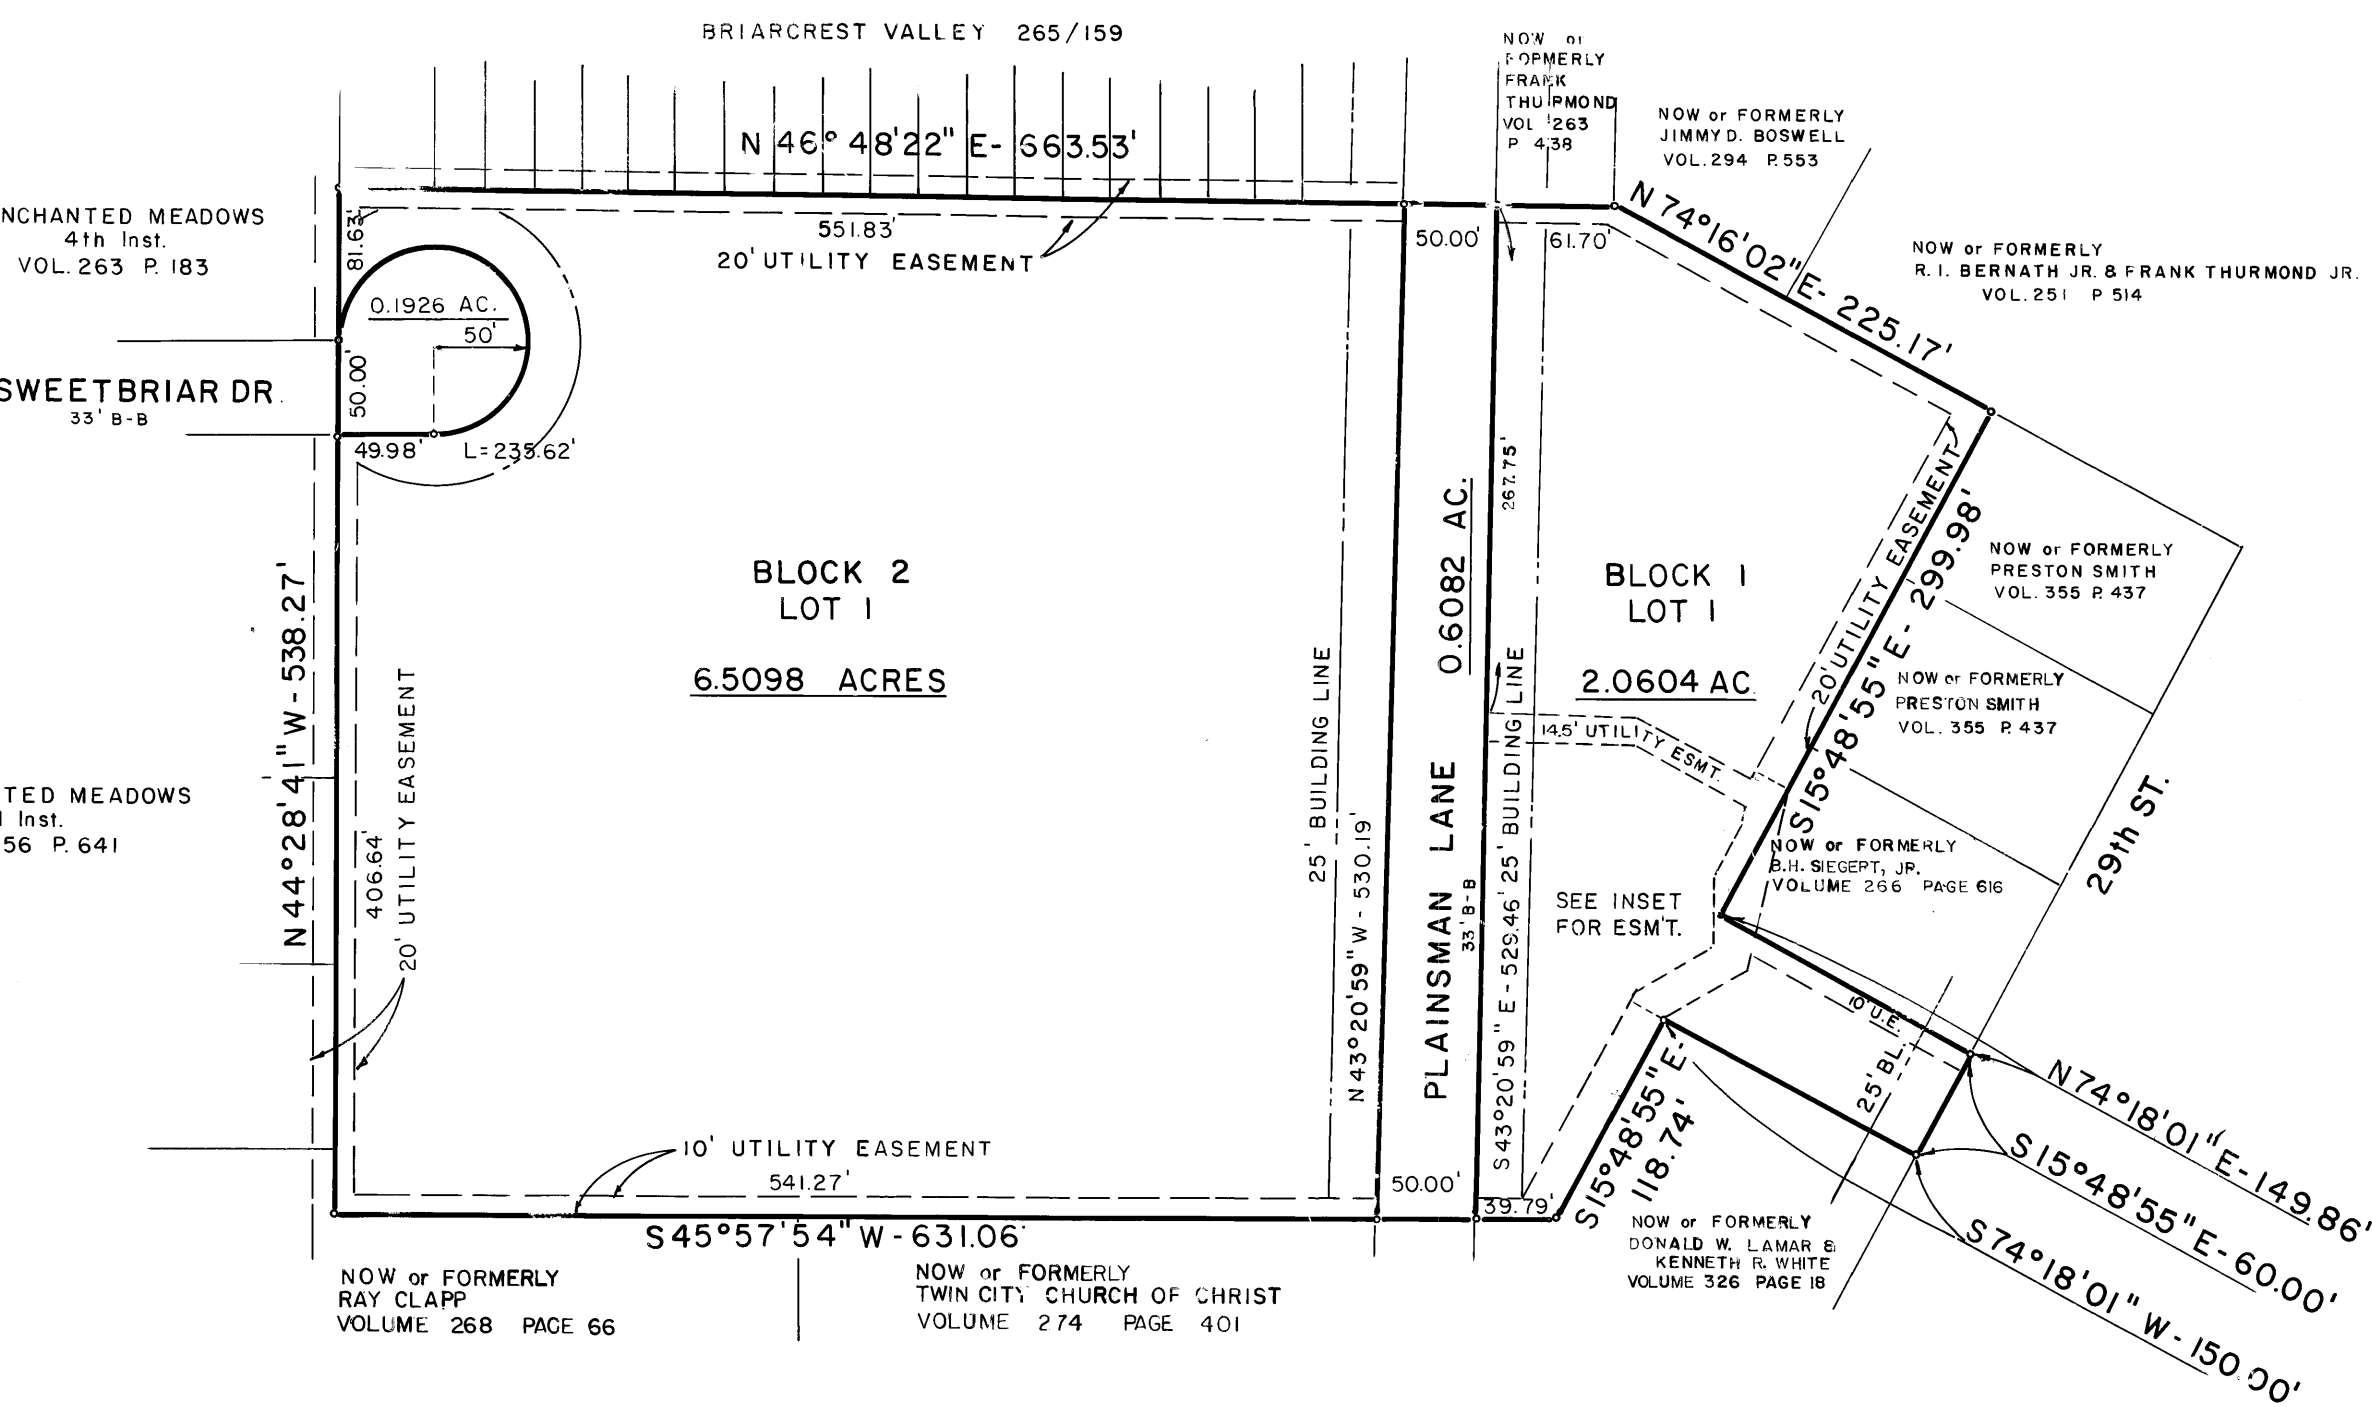 BRIARCREST VALLEY 265/159
NOW or
FORMERLY
FRANK
THURMOND
VOL 263
P 438
NOW or FORMERLY
JIMMY D. BOSWELL
VOL. 294 P. 553
NOW or FORMERLY
R. I. BERNATH JR. & FRANK THURMOND JR.
VOL. 251 P 514
N 46° 48'22" E- 663.53'
N 74°16'02" E- 225.17'
NCHANTED MEADOWS
4th Inst.
VOL. 263 P. 183
81.63'
551.83'
20' UTILITY EASEMENT
50.00'
61.70'
0.1926 AC.
50'
50.00'
SWEETBRIAR DR.
33' B-B
49.98'
L=235.62'
267.75'
BLOCK 2
LOT 1
6.5098 ACRES
0.6082 AC.
BLOCK 1
LOT 1
2.0604 AC.
20' UTILITY EASEMENT
S15°48'55" E- 299.98'
NOW or FORMERLY
PRESTON SMITH
VOL. 355 P. 437
NOW or FORMERLY
PRESTON SMITH
VOL. 355 P. 437
14.5' UTILITY ESMT.
N44°28'41" W- 538.27'
406.64'
20' UTILITY EASEMENT
25' BUILDING LINE
N43°20'59" W - 530.19'
PLAINSMAN LANE
33' B-B
S43°20'59" E - 529.46'
25' BUILDING LINE
TED MEADOWS
Inst.
56 P. 641
NOW or FORMERLY
B.H. SIEGERT, JR.
VOLUME 266 PAGE 616
29th ST.
SEE INSET
FOR ESM'T.
10' U.E.
25' BL.
10' UTILITY EASEMENT
541.27'
50.00'
39.79'
S15°48'55" E-
118.74'
N74°18'01" E-149.86'
S15°48'55" E- 60.00'
S74°18'01" W - 150.00'
S45°57'54" W - 631.06'
NOW or FORMERLY
RAY CLAPP
VOLUME 268 PAGE 66
NOW or FORMERLY
TWIN CITY CHURCH OF CHRIST
VOLUME 274 PAGE 401
NOW or FORMERLY
DONALD W. LAMAR &
KENNETH R. WHITE
VOLUME 326 PAGE 18